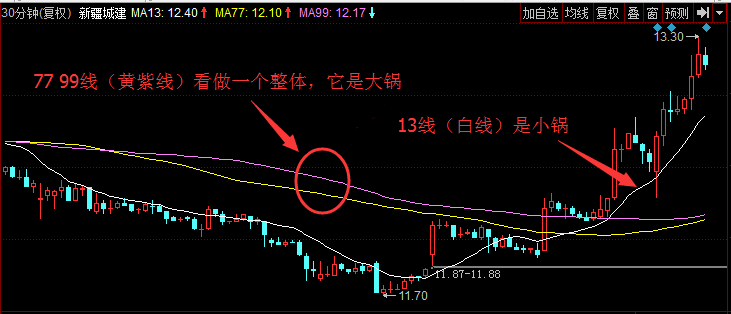 30分钟(复权) 新疆城建 MA13: 12.40↑ MA77: 12.10↑ MA99: 12.17↓ 加自选 均线 复权 叠 窗 预测
13.30
77 99线（黄紫线）看做一个整体，它是大锅
13线（白线）是小锅
11.87-11.88
11.70